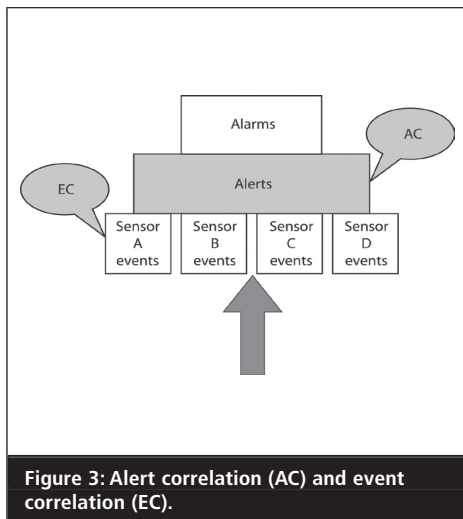 Alarms
AC
Alerts
EC
Sensor
A
events
Sensor
B
events
Sensor
C
events
Sensor
D
events
Figure 3: Alert correlation (AC) and event
correlation (EC).